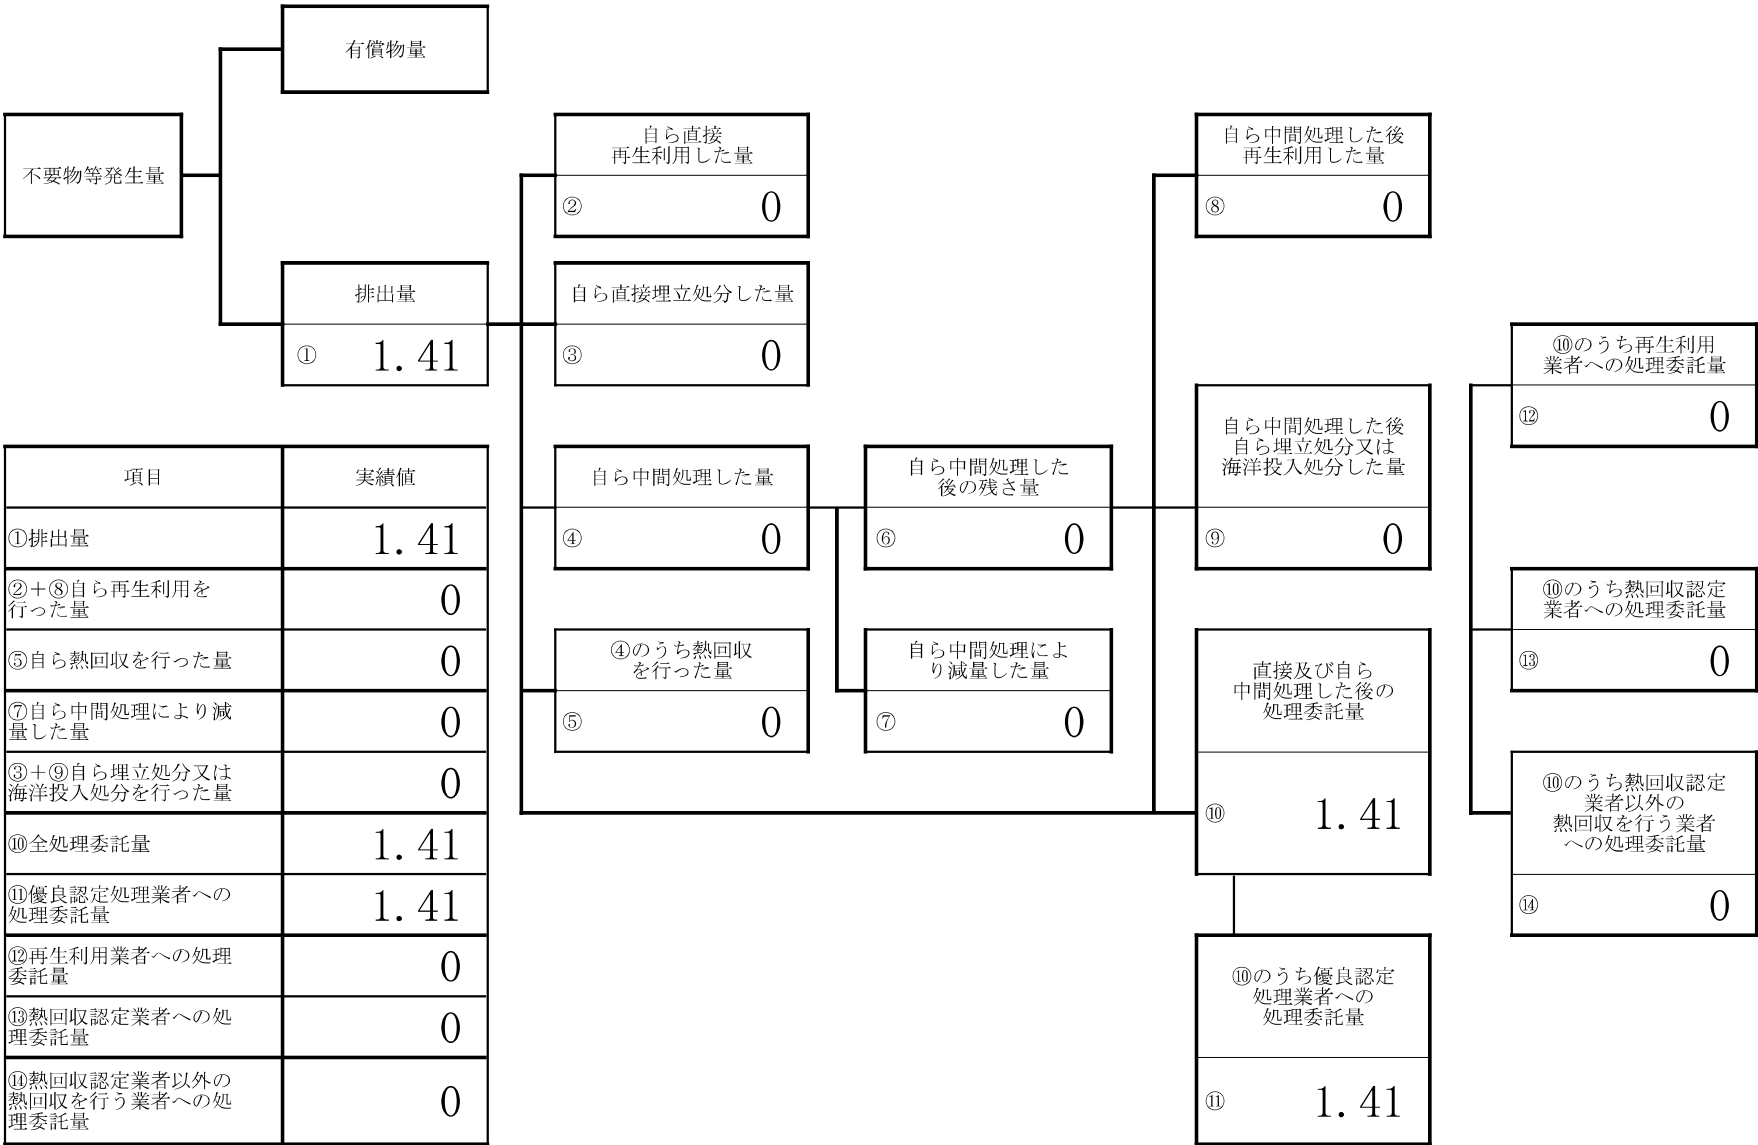 有償物量
不要物等発生量
排出量
① 1.41
自ら直接
再生利用した量
② 0
自ら直接埋立処分した量
③ 0
自ら中間処理した量
④ 0
④のうち熱回収
を行った量
⑤ 0
自ら中間処理した
後の残さ量
⑥ 0
自ら中間処理によ
り減量した量
⑦ 0
自ら中間処理した後
再生利用した量
⑧ 0
自ら中間処理した後
自ら埋立処分又は
海洋投入処分した量
⑨ 0
直接及び自ら
中間処理した後の
処理委託量
⑩ 1.41
⑩のうち優良認定
処理業者への
処理委託量
⑪ 1.41
⑩のうち再生利用
業者への処理委託量
⑫ 0
⑩のうち熱回収認定
業者への処理委託量
⑬ 0
⑩のうち熱回収認定
業者以外の
熱回収を行う業者
への処理委託量
⑭ 0
項目 実績値
①排出量 1.41
②＋⑧自ら再生利用を
行った量 0
⑤自ら熱回収を行った量 0
⑦自ら中間処理により減
量した量 0
③＋⑨自ら埋立処分又は
海洋投入処分を行った量 0
⑩全処理委託量 1.41
⑪優良認定処理業者への
処理委託量 1.41
⑫再生利用業者への処理
委託量 0
⑬熱回収認定業者への処
理委託量 0
⑭熱回収認定業者以外の
熱回収を行う業者への処
理委託量 0